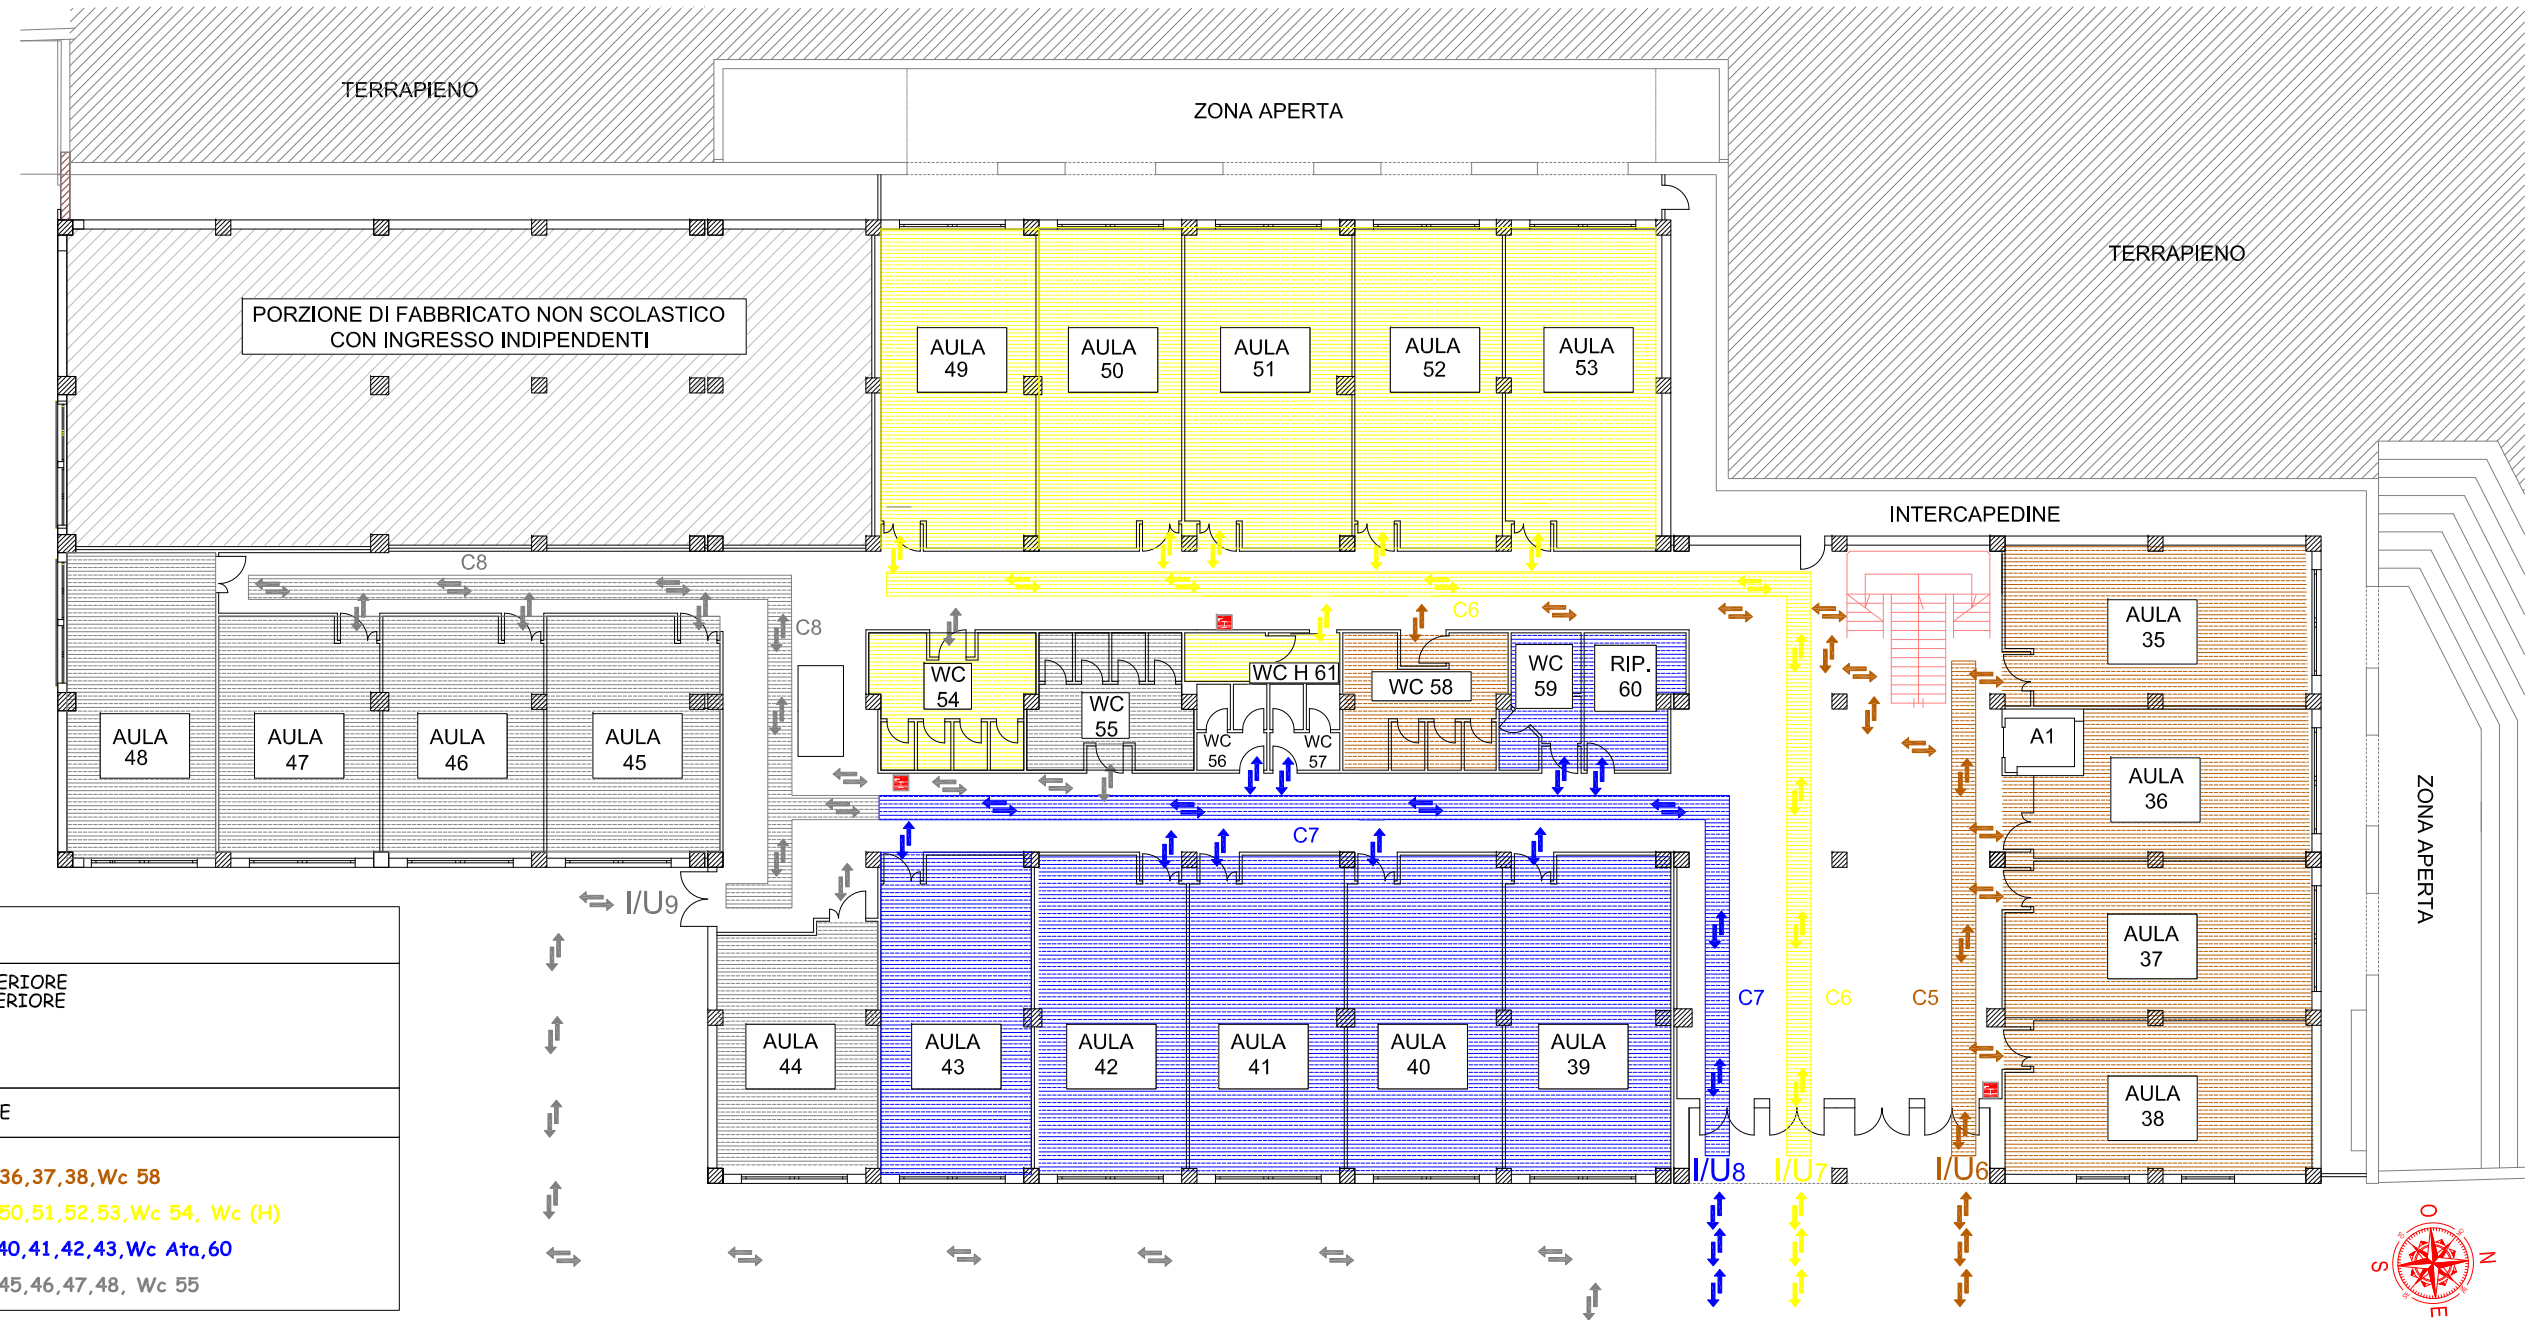 TERRAPIENO
ZONA APERTA
TERRAPIENO
PORZIONE DI FABBRICATO NON SCOLASTICO
CON INGRESSO INDIPENDENTI
AULA
49
AULA
50
AULA
51
AULA
52
AULA
53
INTERCAPEDINE
C8
C8
C6
AULA
35
WC
54
WC
55
WC H 61
WC 58
WC
59
RIP.
60
WC
56
WC
57
AULA
48
AULA
47
AULA
46
AULA
45
A1
AULA
36
ZONA APERTA
C7
I/U9
AULA
37
C7
C6
C5
AULA
44
AULA
43
AULA
42
AULA
41
AULA
40
AULA
39
AULA
38
I/U8
I/U7
I/U6
ERIORE
ERIORE
E
36,37,38,Wc 58
50,51,52,53,Wc 54, Wc (H)
40,41,42,43,Wc Ata,60
45,46,47,48, Wc 55
O
N
S
E